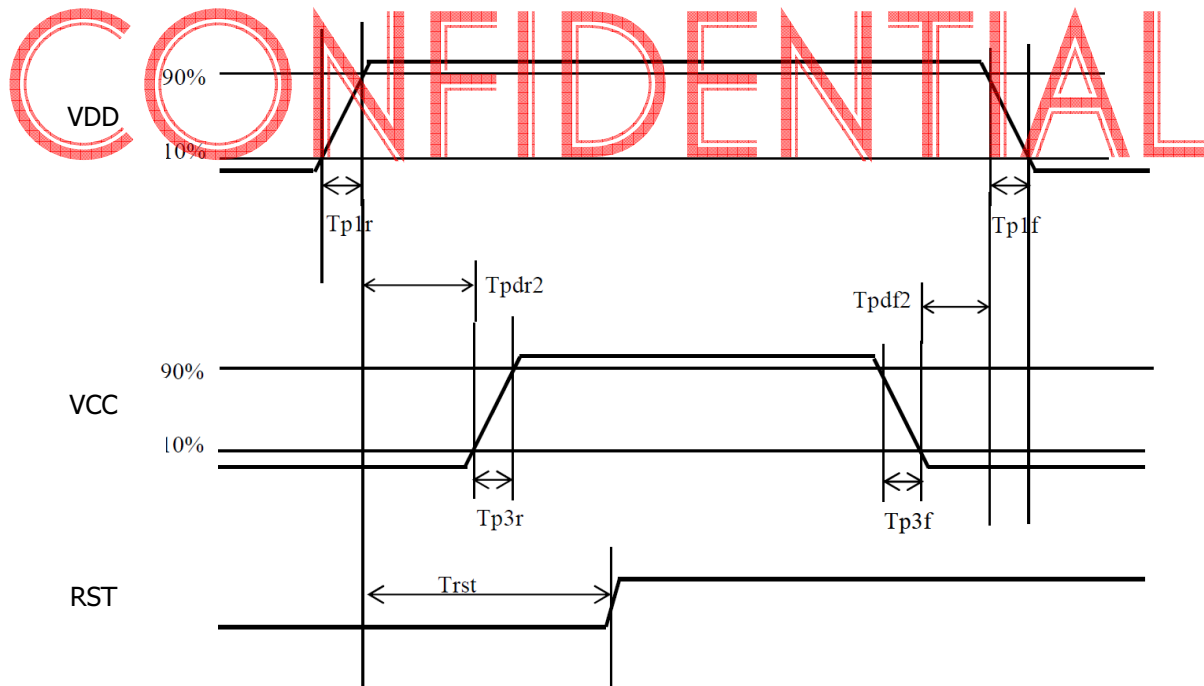 CONFIDENTIAL
90%
VDD
10%
Tp1r
Tp1f
Tpdr2
Tpdf2
90%
VCC
10%
Tp3r
Tp3f
Trst
RST